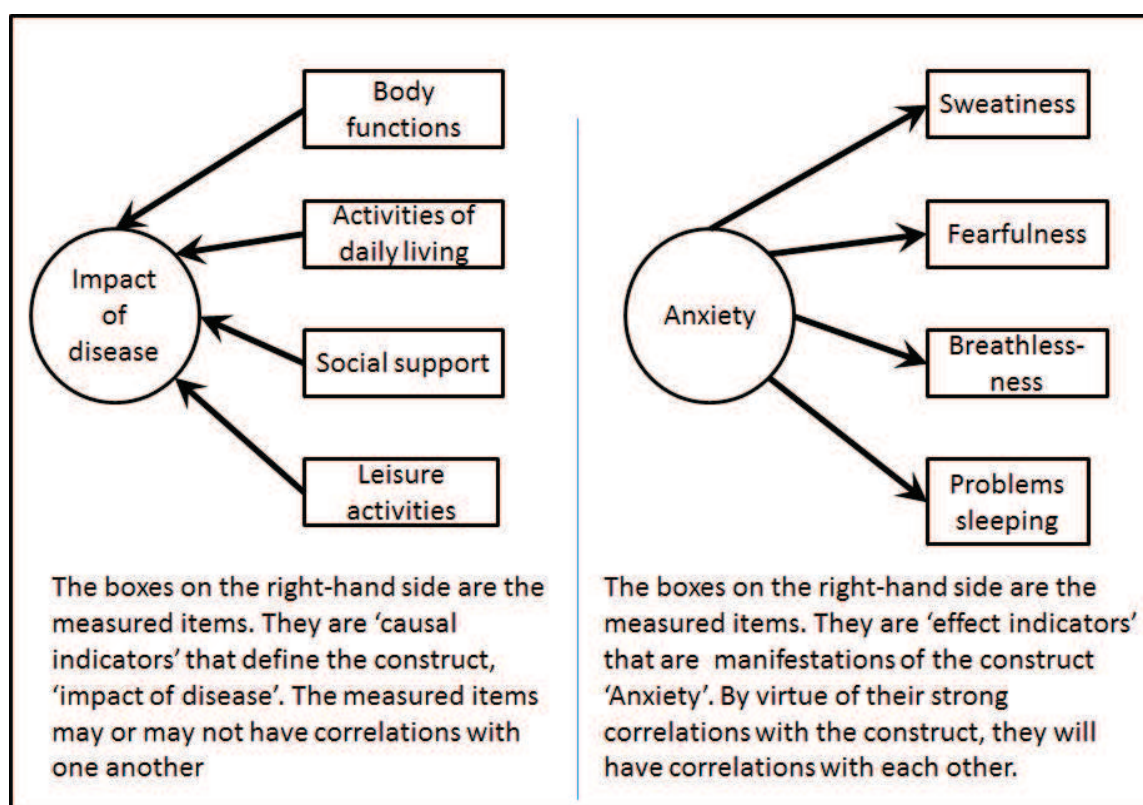 Body
functions
Activities of
daily living
Impact
of
disease
Social support
Leisure
activities
The boxes on the right-hand side are the
measured items. They are ‘causal
indicators’ that define the construct,
‘impact of disease’. The measured items
may or may not have correlations with
one another
Sweatiness
Fearfulness
Anxiety
Breathless-
ness
Problems
sleeping
The boxes on the right-hand side are the
measured items. They are ‘effect indicators’
that are manifestations of the construct
‘Anxiety’. By virtue of their strong
correlations with the construct, they will
have correlations with each other.